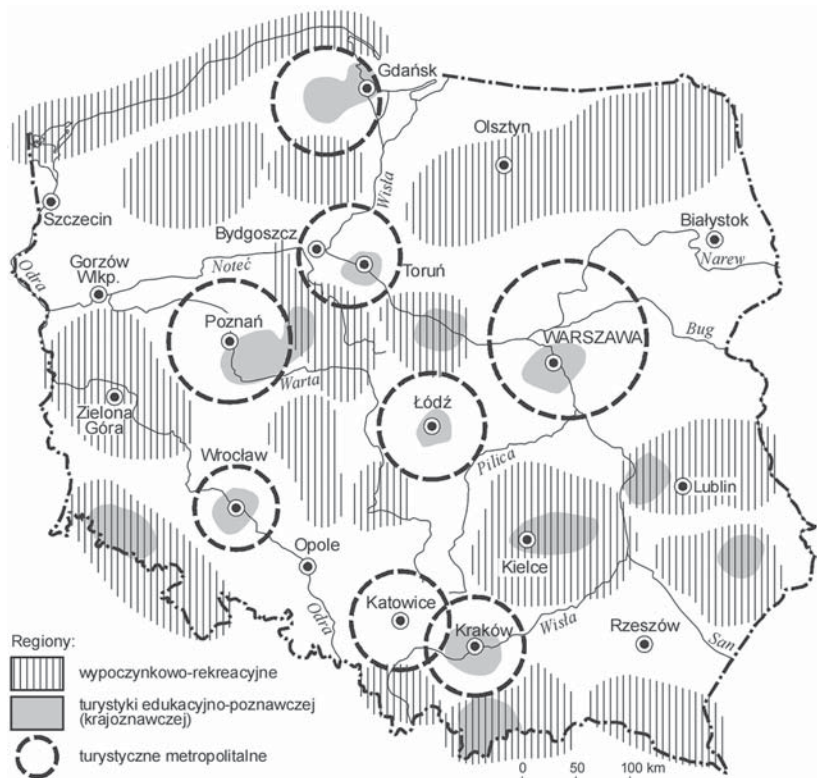 Gdańsk
Olsztyn
Wisła
Szczecin
Białystok
Bydgoszcz
Toruń
Narew
Odra
Gorzów
Wlkp.
Noteć
Poznań
WARSZAWA
Bug
Warta
Zielona
Góra
Łódź
Wrocław
Pilica
Lublin
Opole
Kielce
Katowice
Odra
Kraków
Wisła
Rzeszów
San
Regiony:
wypoczynkowo-rekreacyjne
turystyki edukacyjno-poznawczej
(krajoznawczej)
turystyczne metropolitalne
0 50 100 km